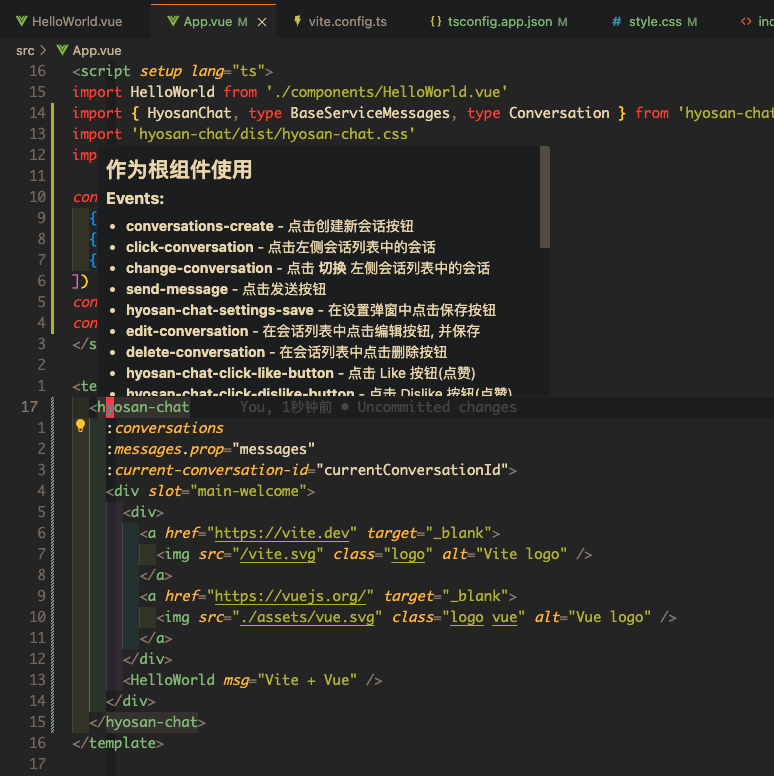 HelloWorld.vue App.vue M × vite.config.ts {} tsconfig.app.json M # style.css M <> inc
src > App.vue
16 <script setup lang="ts">
15 import HelloWorld from './components/HelloWorld.vue'
14 import { HyosanChat, type BaseServiceMessages, type Conversation } from 'hyosan-chat
13 import 'hyosan-chat/dist/hyosan-chat.css'
12 imp
11
10 con
9 {
8 {
7 {
6 ])
5 con
4 con
3 </s
2
1 <te
作为根组件使用
Events:
• conversations-create - 点击创建新会话按钮
• click-conversation - 点击左侧会话列表中的会话
• change-conversation - 点击 切换 左侧会话列表中的会话
• send-message - 点击发送按钮
• hyosan-chat-settings-save - 在设置弹窗中点击保存按钮
• edit-conversation - 在会话列表中点击编辑按钮, 并保存
• delete-conversation - 在会话列表中点击删除按钮
• hyosan-chat-click-like-button - 点击 Like 按钮(点赞)
• hyosan-chat-click-dislike-button - 点击 Dislike 按钮(点赞)
17 <hyosan-chat You, 1秒钟前 • Uncommitted changes
1 :conversations
2 :messages.prop="messages"
3 :current-conversation-id="currentConversationId">
4 <div slot="main-welcome">
5 <div>
6 <a href="https://vite.dev" target="_blank">
7 <img src="/vite.svg" class="logo" alt="Vite logo" />
8 </a>
9 <a href="https://vuejs.org/" target="_blank">
10 <img src="./assets/vue.svg" class="logo vue" alt="Vue logo" />
11 </a>
12 </div>
13 <HelloWorld msg="Vite + Vue" />
14 </div>
15 </hyosan-chat>
16 </template>
17